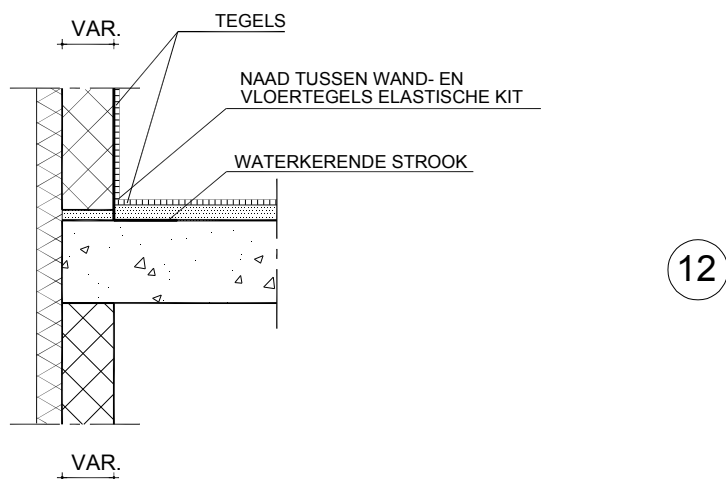 VAR.
TEGELS
NAAD TUSSEN WAND- EN
VLOERTEGELS ELASTISCHE KIT
WATERKERENDE STROOK
12
VAR.